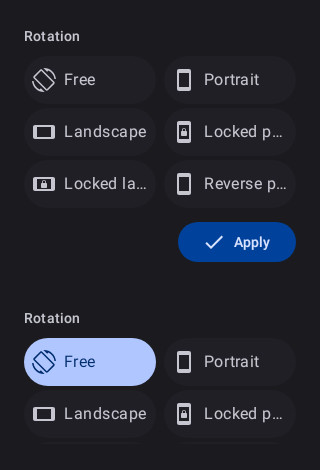 Rotation
Free Portrait
Landscape Locked p…
Locked la… Reverse p…
Apply
Rotation
Free Portrait
Landscape Locked p…